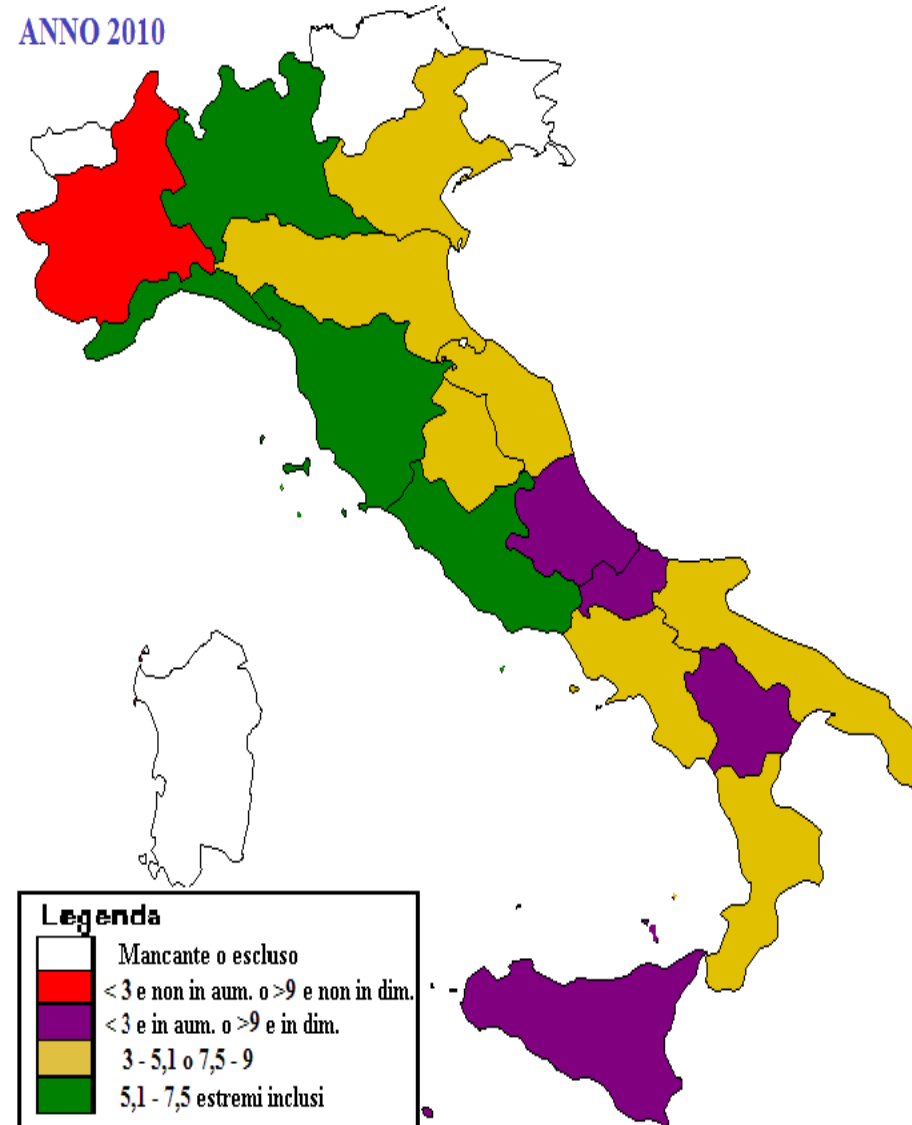 ANNO 2010
Legenda
Mancante o escluso
< 3 e non in aum. o >9 e non in dim.
< 3 e in aum. o >9 e in dim.
3 - 5,1 o 7,5 - 9
5,1 - 7,5 estremi inclusi